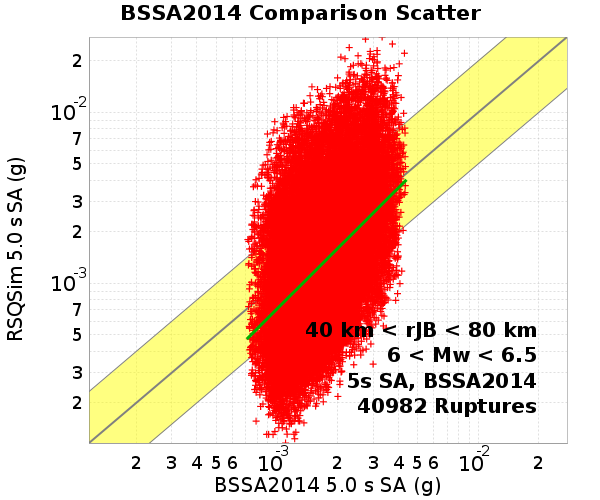 BSSA2014 Comparison Scatter
RSQSim 5.0 s SA (g)
2
10-2
7
5
3
2
10-3
7
5
3
2
40 km < rJB < 80 km
6 < Mw < 6.5
5s SA, BSSA2014
40982 Ruptures
2 3 4 5 6 10-3 2 3 4 5 6 10-2 2
BSSA2014 5.0 s SA (g)